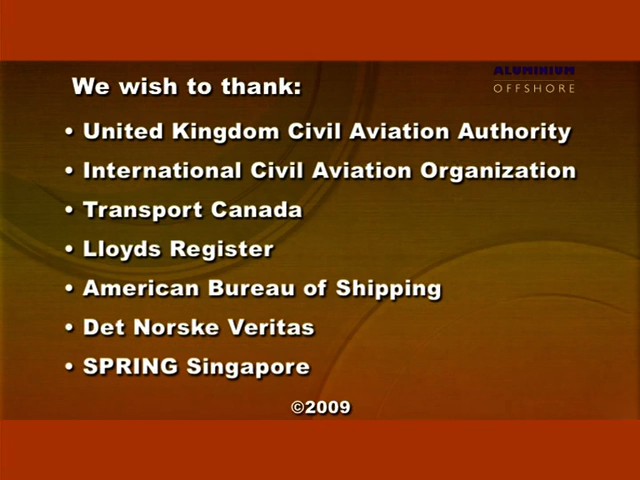 We wish to thank:
ALUMINIUM
OFFSHORE
• United Kingdom Civil Aviation Authority
• International Civil Aviation Organization
• Transport Canada
• Lloyds Register
• American Bureau of Shipping
• Det Norske Veritas
• SPRING Singapore
©2009